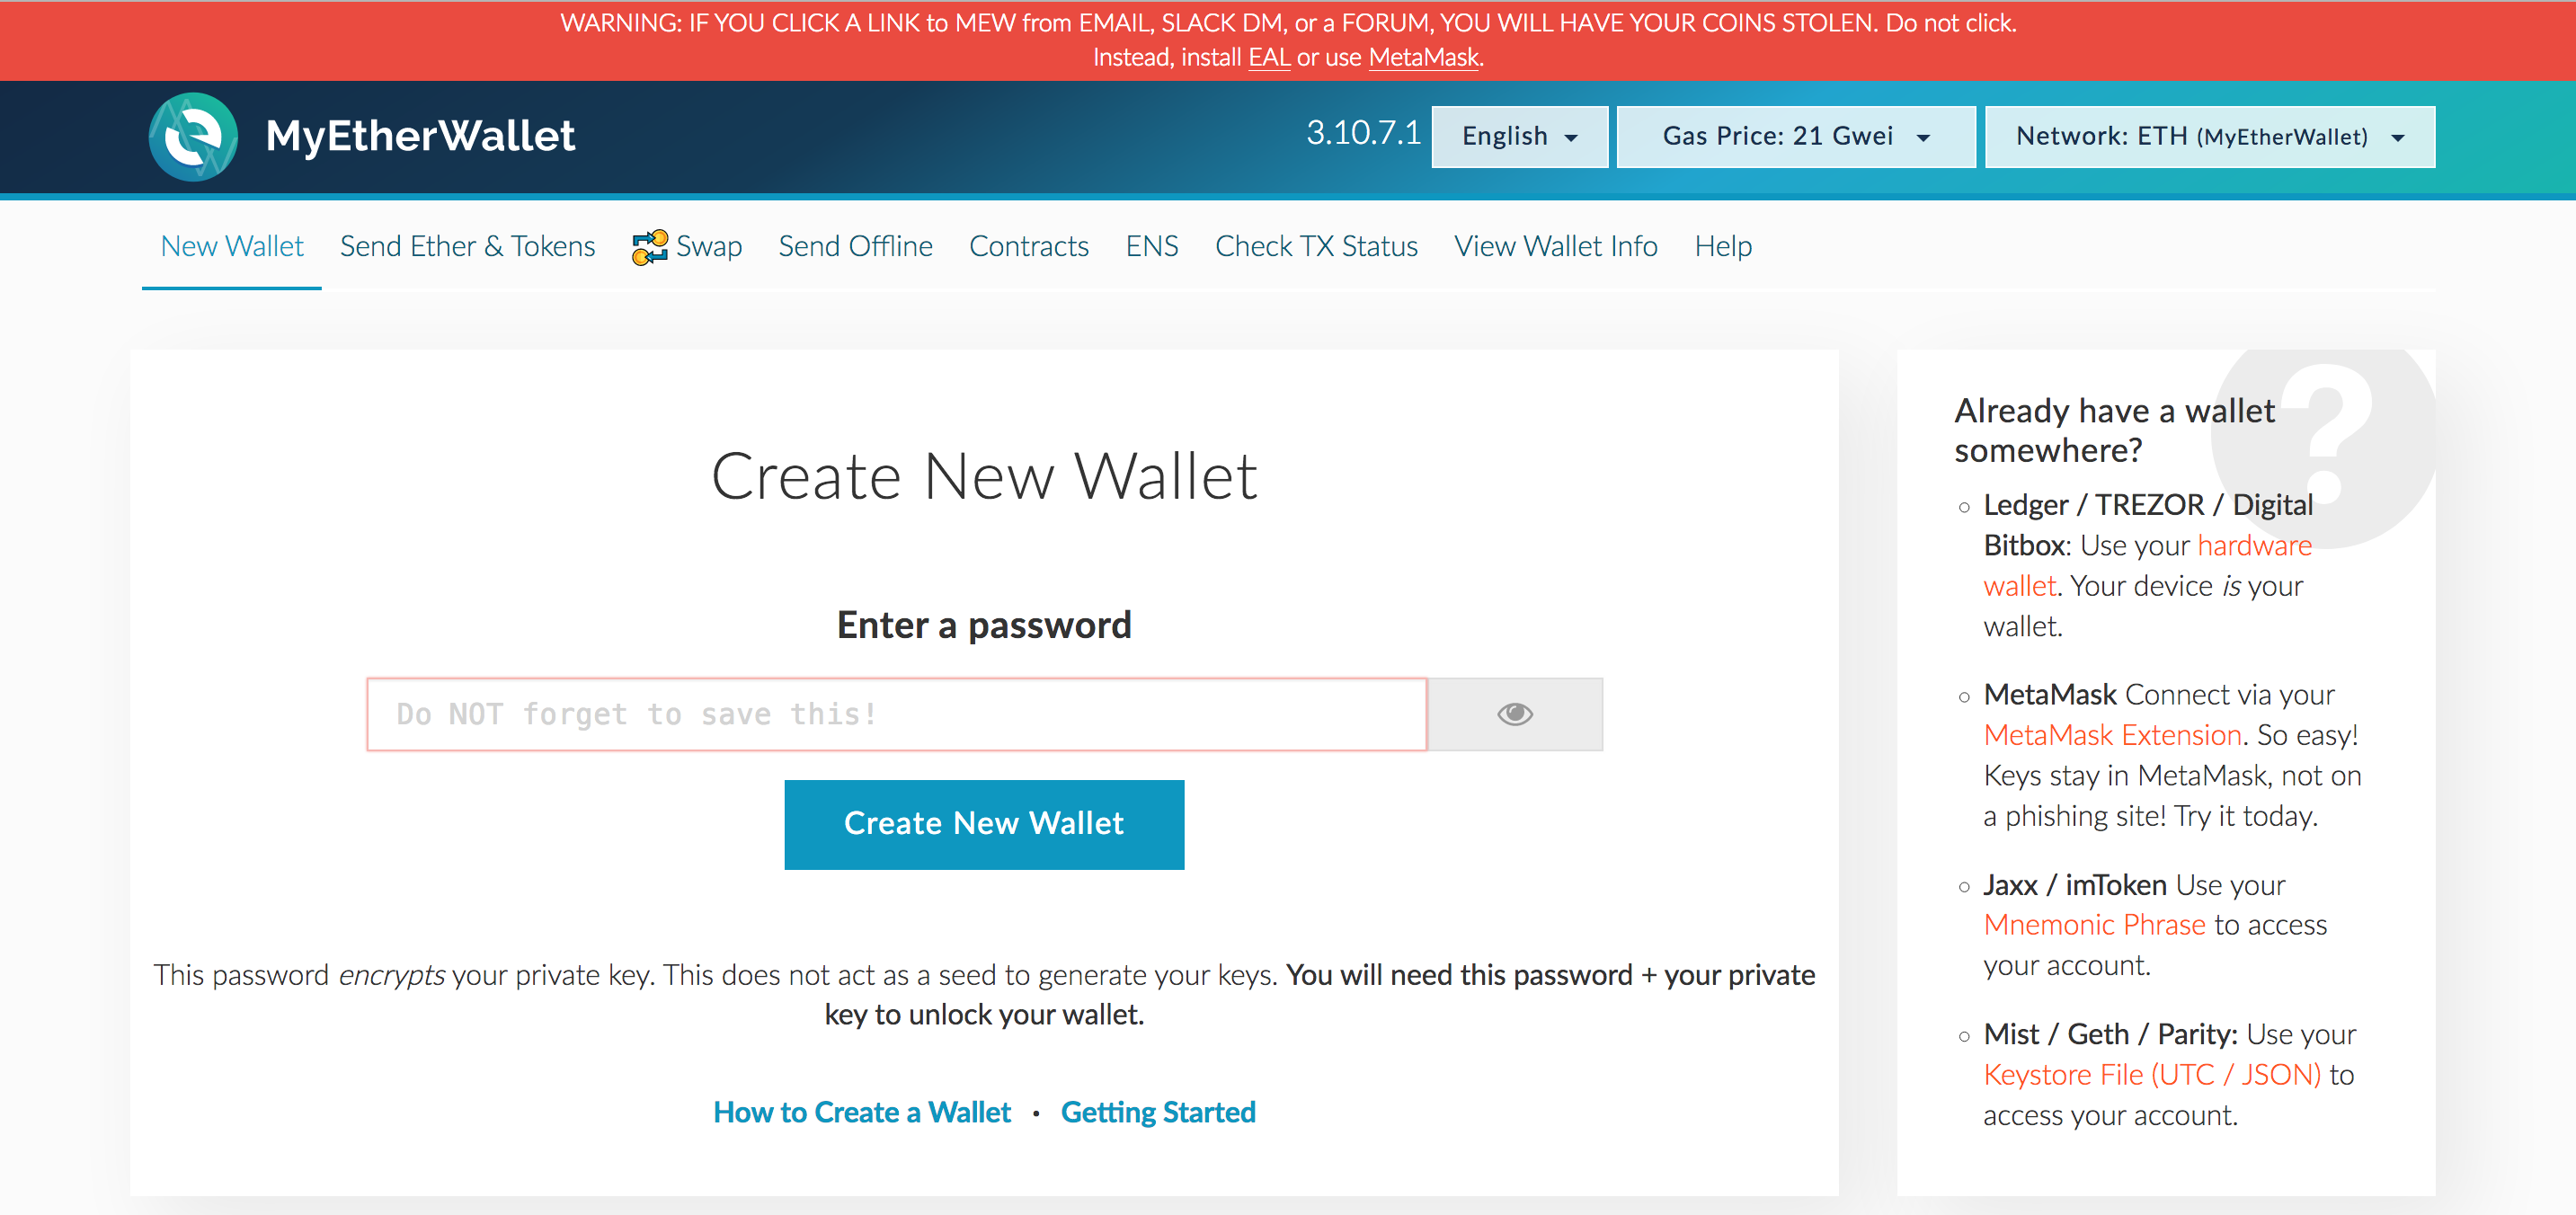 WARNING: IF YOU CLICK A LINK to MEW from EMAIL, SLACK DM, or a FORUM, YOU WILL HAVE YOUR COINS STOLEN. Do not click.
Instead, install EAL or use MetaMask.
MyEtherWallet
3.10.7.1
English
Gas Price: 21 Gwei
Network: ETH (MyEtherWallet)
New Wallet
Send Ether & Tokens
Swap
Send Offline
Contracts
ENS
Check TX Status
View Wallet Info
Help
Create New Wallet
Enter a password
Do NOT forget to save this!
Create New Wallet
This password encrypts your private key. This does not act as a seed to generate your keys. You will need this password + your private
key to unlock your wallet.
How to Create a Wallet • Getting Started
?
Already have a wallet
somewhere?
Ledger / TREZOR / Digital
Bitbox: Use your hardware
wallet. Your device is your
wallet.
MetaMask Connect via your
MetaMask Extension. So easy!
Keys stay in MetaMask, not on
a phishing site! Try it today.
Jaxx / imToken Use your
Mnemonic Phrase to access
your account.
Mist / Geth / Parity: Use your
Keystore File (UTC / JSON) to
access your account.